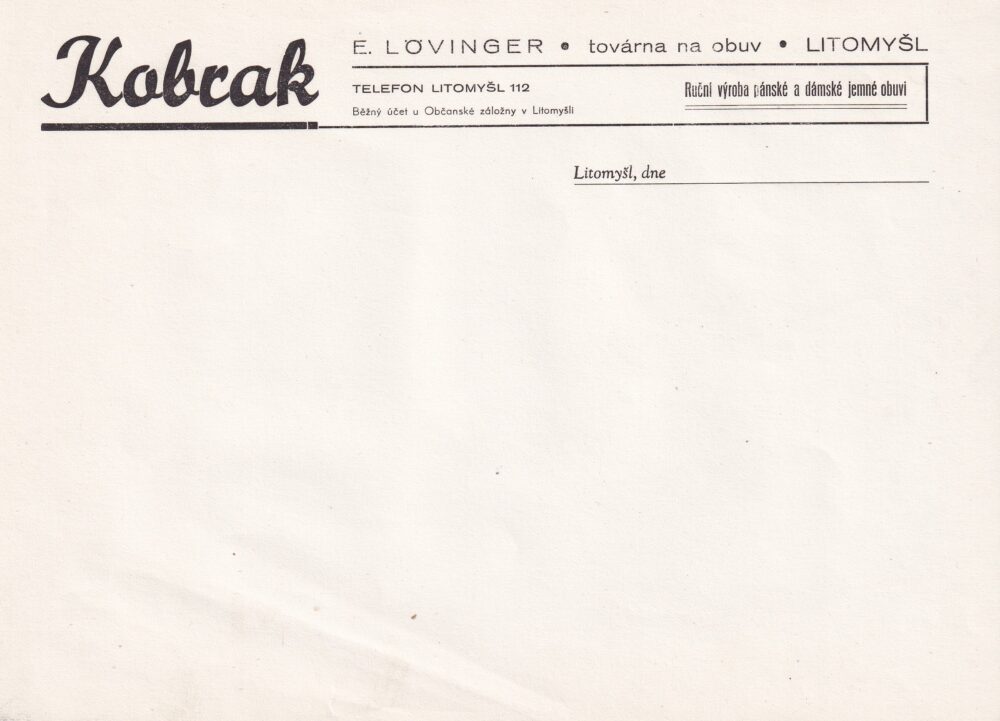 Kobrak
E. LÖVINGER • továrna na obuv • LITOMYŠL
TELEFON LITOMYŠL 112
Běžný účet u Občanské záložny v Litomyšli
Ruční výroba pánské a dámské jemné obuvi
Litomyšl, dne